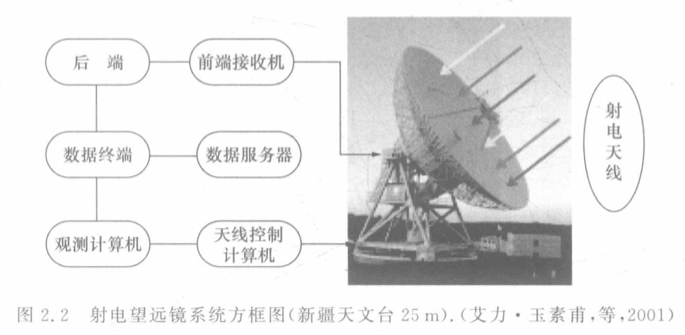 后 端
前端接收机
数据终端
数据服务器
观测计算机
天线控制
计算机
射电天线
图 2.2 射电望远镜系统方框图(新疆天文台 25 m).(艾力·玉素甫,等,2001)